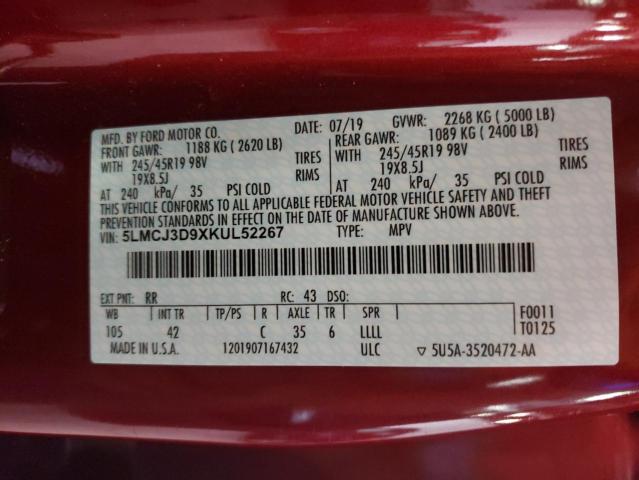 MFD. BY FORD MOTOR CO. DATE: 07/19 GVWR: 2268 KG ( 5000 LB)
FRONT GAWR: 1188 KG ( 2620 LB) REAR GAWR: 1089 KG ( 2400 LB)
WITH 245/45R19 98V TIRES WITH 245/45R19 98V TIRES
19X8.5J RIMS 19X8.5J RIMS
AT 240 kPa/ 35 PSI COLD AT 240 kPa/ 35 PSI COLD
THIS VEHICLE CONFORMS TO ALL APPLICABLE FEDERAL MOTOR VEHICLE SAFETY AND THEFT
PREVENTION STANDARDS IN EFFECT ON THE DATE OF MANUFACTURE SHOWN ABOVE.
VIN: 5LMCJ3D9XKUL52267 TYPE: MPV
EXT PNT: RR RC: 43 DSO:
WB INT TR TP/PS R AXLE TR SPR F0011
105 42 C 35 6 LLLL T0125
MADE IN U.S.A. 1201907167432 ULC ▽ 5U5A-3520472-AA